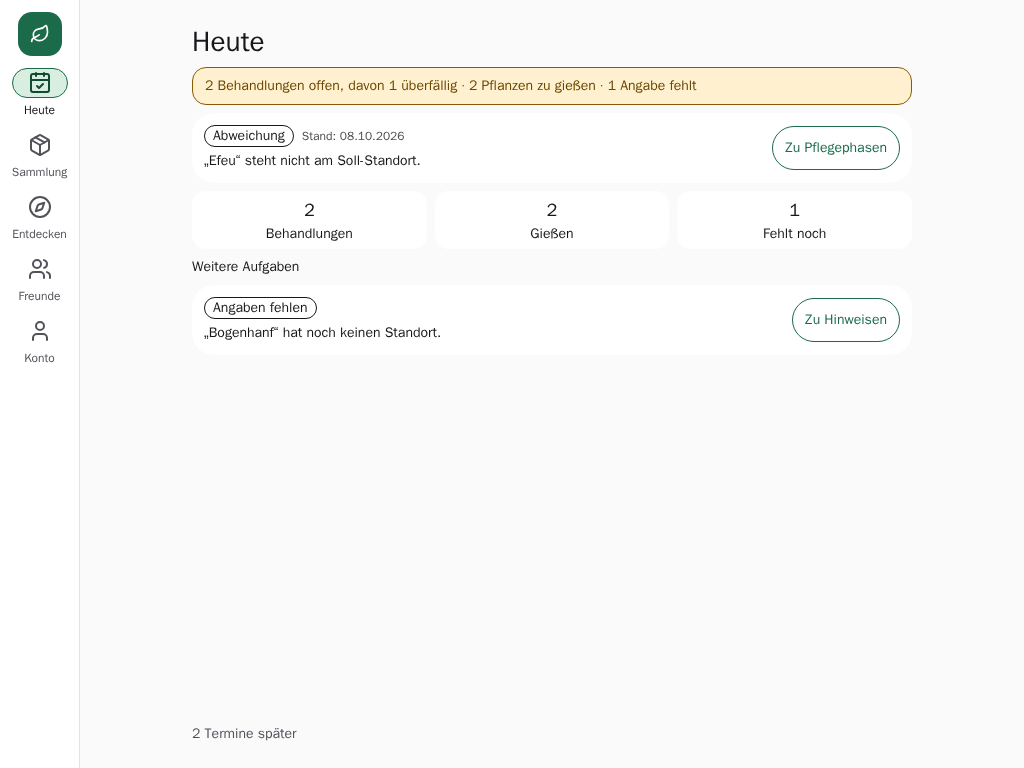 Heute
2 Behandlungen offen, davon 1 überfällig · 2 Pflanzen zu gießen · 1 Angabe fehlt
Abweichung Stand: 08.10.2026
„Efeu“ steht nicht am Soll-Standort.
Zu Pflegephasen
2
Behandlungen
2
Gießen
1
Fehlt noch
Weitere Aufgaben
Angaben fehlen
„Bogenhanf“ hat noch keinen Standort.
Zu Hinweisen
2 Termine später
Heute
Sammlung
Entdecken
Freunde
Konto